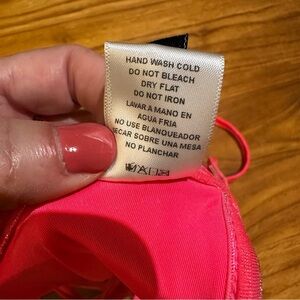 HAND WASH COLD
DO NOT BLEACH
DRY FLAT
DO NOT IRON
LAVAR A MANO EN
AGUA FRIA
NO USE BLANQUEADOR
ECAR SOBRE UNA MESA
NO PLANCHAR